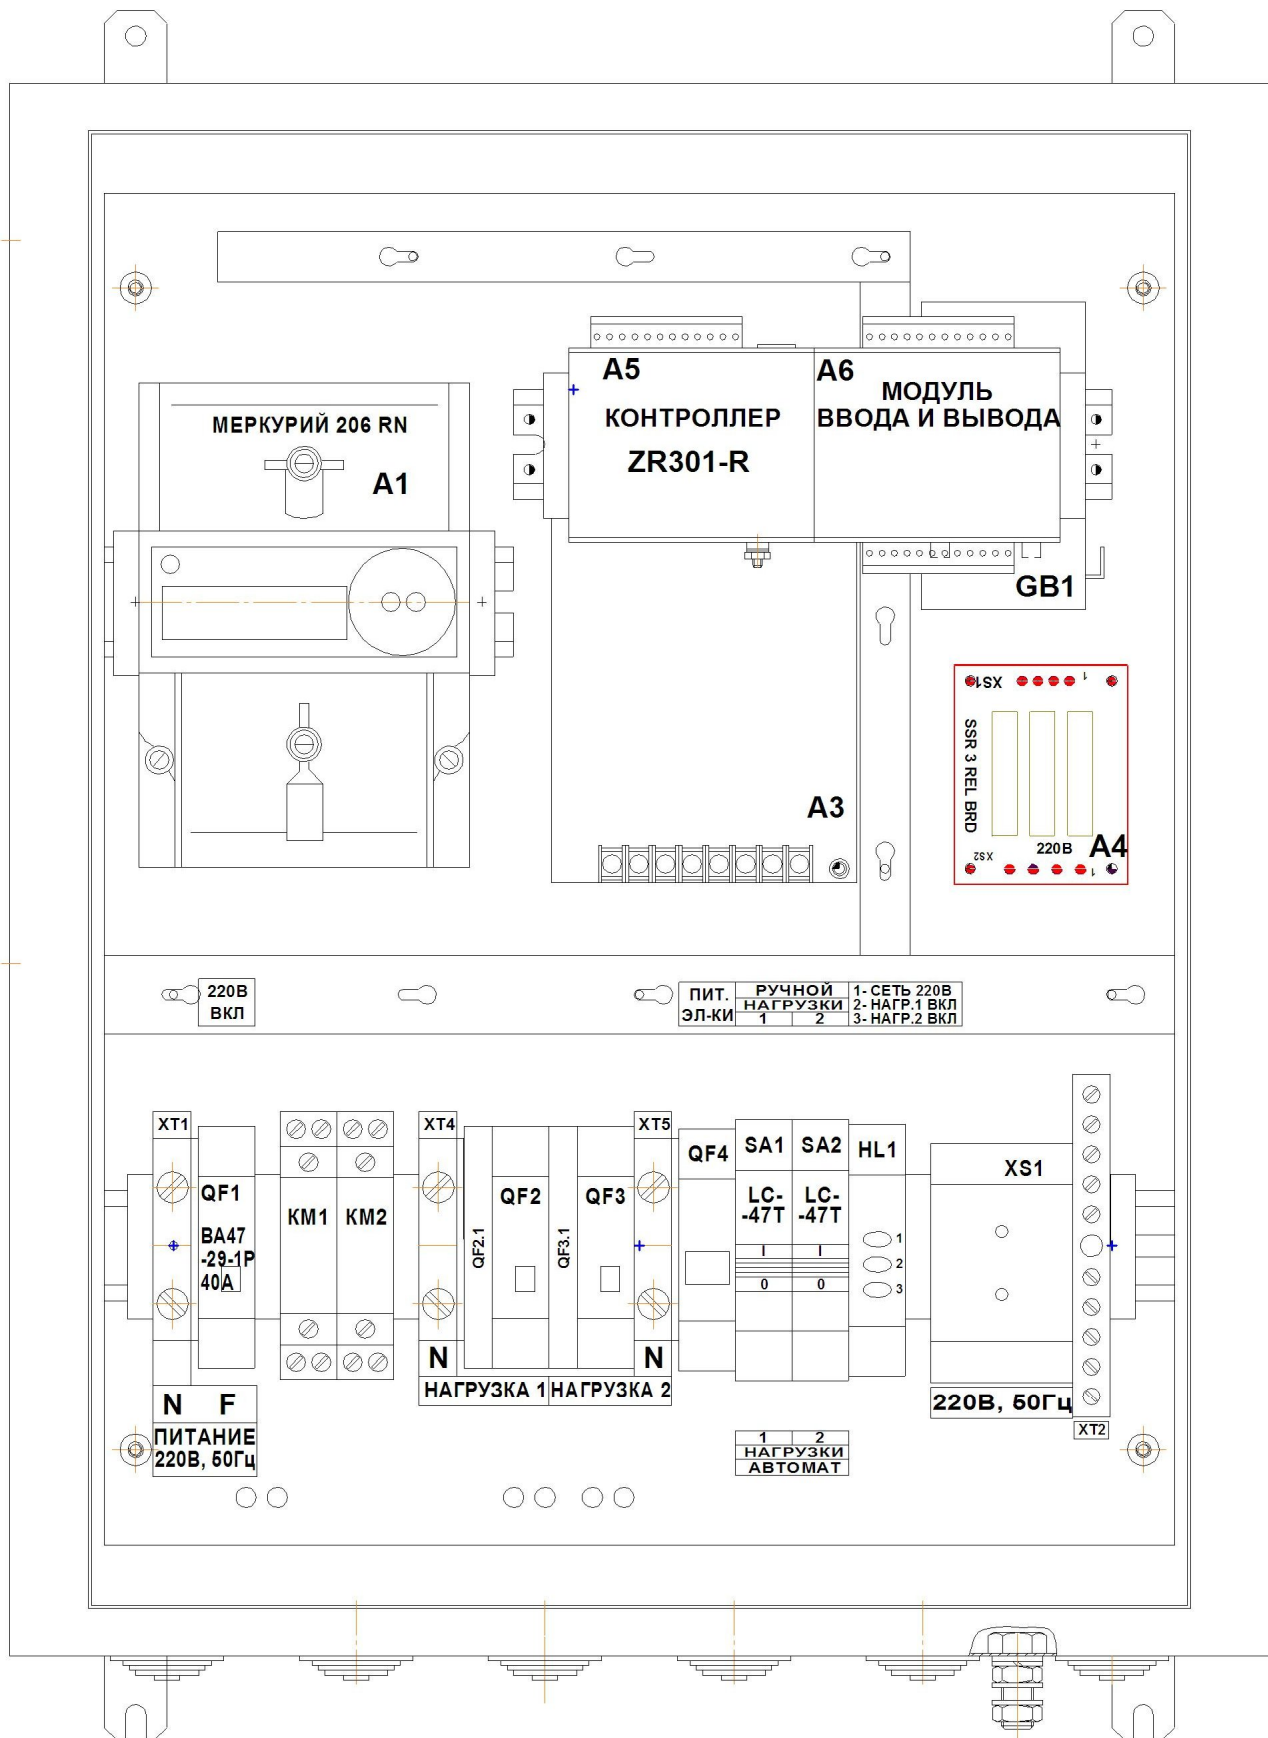 A5
A6
КОНТРОЛЛЕР
ZR301-R
МОДУЛЬ
ВВОДА И ВЫВОДА
МЕРКУРИЙ 206 RN
A1
GB1
XS1
1
SSR 3 REL BRD
A3
220В
A4
XS2
1
220В
ВКЛ
ПИТ.
ЭЛ-КИ
РУЧНОЙ
НАГРУЗКИ
1 2
1- СЕТЬ 220В
2- НАГР.1 ВКЛ
3- НАГР.2 ВКЛ
XT1
QF1
ВА47
-29-1Р
40А
КМ1
КМ2
XT4
QF2.1
QF2
QF3.1
QF3
XT5
QF4
SA1
LC-
-47T
I
0
SA2
LC-
-47T
I
0
HL1
1
2
3
XS1
N
N
НАГРУЗКА 1
НАГРУЗКА 2
220В, 50Гц
XT2
N F
ПИТАНИЕ
220В, 50Гц
1 2
НАГРУЗКИ
АВТОМАТ